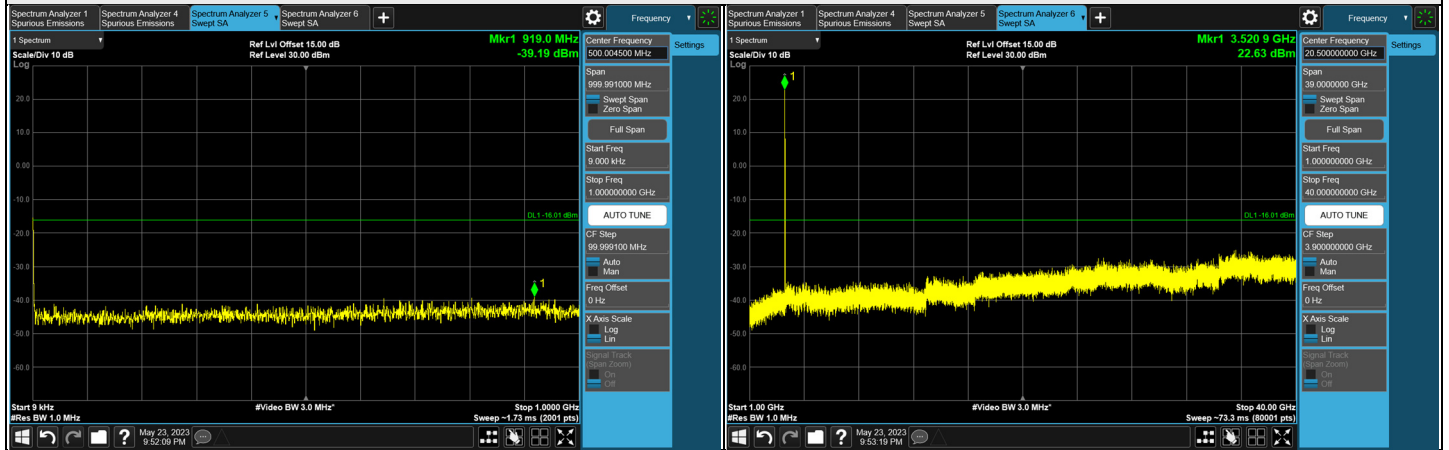 Spectrum Analyzer 1
Spurious Emissions
Spectrum Analyzer 4
Spurious Emissions
Spectrum Analyzer 5
Swept SA
Spectrum Analyzer 6
Swept SA
Frequency
1 Spectrum
Scale/Div 10 dB
Log
Ref Lvl Offset 15.00 dB
Ref Level 30.00 dBm
Mkr1 919.0 MHz
-39.19 dBm
1
20.0
10.0
0.00
-10.0
-20.0
-30.0
-40.0
-50.0
-60.0
DL1 -16.01 dBm
Start 9 kHz
#Res BW 1.0 MHz
#Video BW 3.0 MHz*
Stop 1.0000 GHz
Sweep ~1.73 ms (2001 pts)
Center Frequency
500.004500 MHz
Settings
Span
999.991000 MHz
Swept Span
Zero Span
Full Span
Start Freq
9.000 kHz
Stop Freq
1.000000000 GHz
AUTO TUNE
CF Step
99.999100 MHz
Auto
Man
Freq Offset
0 Hz
X Axis Scale
Log
Lin
Signal Track
(Span Zoom)
On
Off
May 23, 2023
9:52:09 PM
Spectrum Analyzer 1
Spurious Emissions
Spectrum Analyzer 4
Spurious Emissions
Spectrum Analyzer 5
Swept SA
Spectrum Analyzer 6
Swept SA
Frequency
1 Spectrum
Scale/Div 10 dB
Log
Ref Lvl Offset 15.00 dB
Ref Level 30.00 dBm
Mkr1 3.520 9 GHz
22.63 dBm
1
20.0
10.0
0.00
-10.0
-20.0
-30.0
-40.0
-50.0
-60.0
DL1 -16.01 dBm
Start 1.00 GHz
#Res BW 1.0 MHz
#Video BW 3.0 MHz*
Stop 40.00 GHz
Sweep ~73.3 ms (80001 pts)
Center Frequency
20.500000000 GHz
Settings
Span
39.0000000 GHz
Swept Span
Zero Span
Full Span
Start Freq
1.000000000 GHz
Stop Freq
40.000000000 GHz
AUTO TUNE
CF Step
3.900000000 GHz
Auto
Man
Freq Offset
0 Hz
X Axis Scale
Log
Lin
Signal Track
(Span Zoom)
On
Off
May 23, 2023
9:53:19 PM